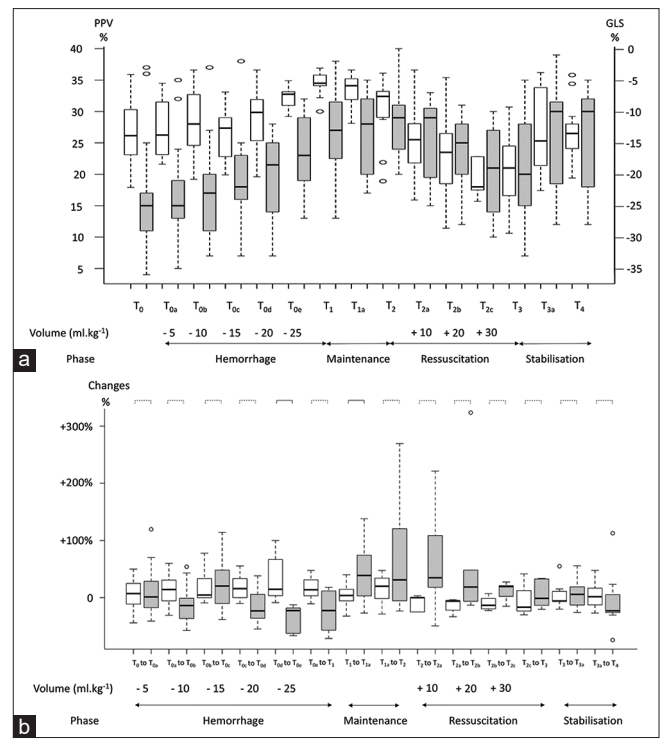 PPV GLS
% %
40 0
35 -5
30 -10
25 -15
20 -20
15 -25
10 -30
5 -35
T0 T0a T0b T0c T0d T0e T1 T1a T2 T2a T2b T2c T3 T3a T4
Volume (ml.kg-1) - 5 - 10 - 15 - 20 - 25 + 10 + 20 + 30
a Phase Hemorrhage Maintenance Ressuscitation Stabilisation
Changes
%
+300%
+200%
+100%
0
T0 to T0a T0a to T0b T0b to T0c T0c to T0d T0d to T0e T0e to T1 T1 to T1a T1a to T2 T2 to T2a T2a to T2b T2b to T2c T2c to T3 T3 to T3a T3a to T4
Volume (ml.kg-1) - 5 - 10 - 15 - 20 - 25 + 10 + 20 + 30
b Phase Hemorrhage Maintenance Ressuscitation Stabilisation